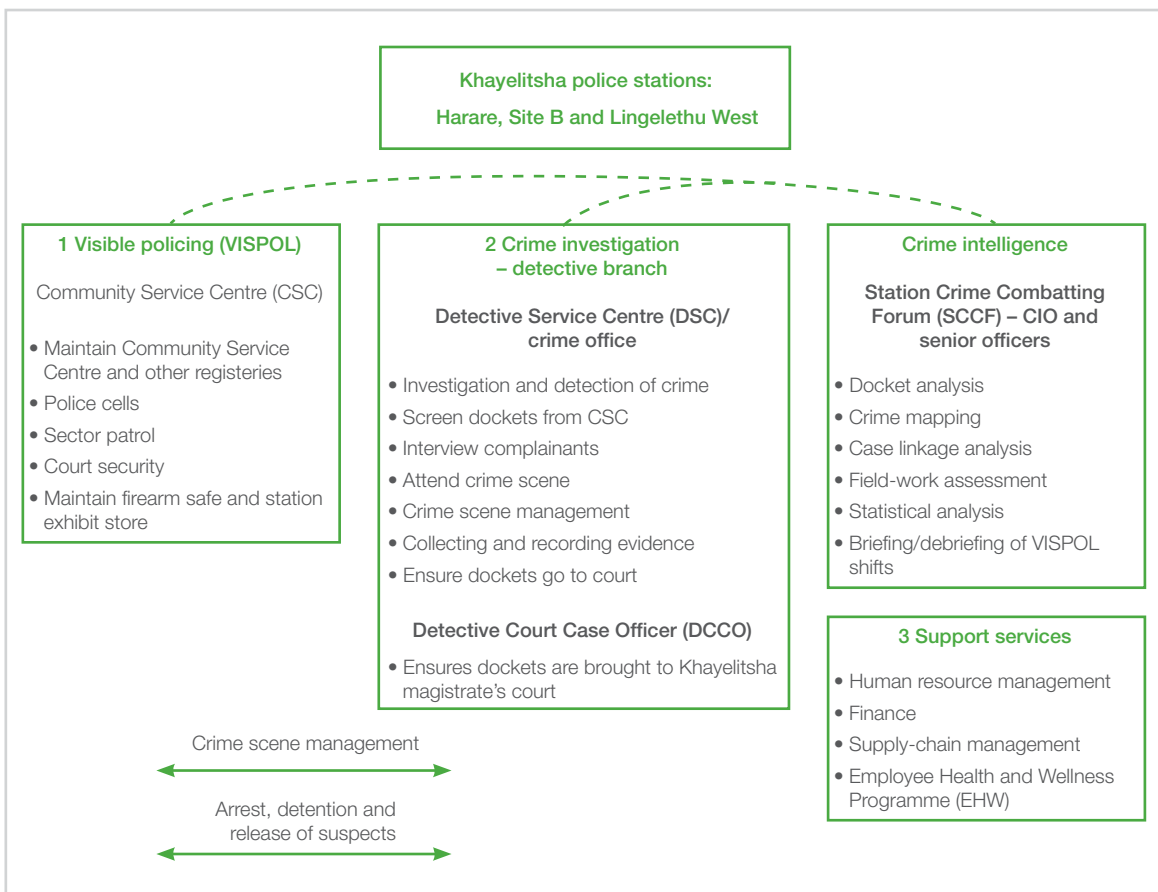 Khayelitsha police stations:
Harare, Site B and Lingelethu West
1 Visible policing (VISPOL)
Community Service Centre (CSC)
• Maintain Community Service
Centre and other registeries
• Police cells
• Sector patrol
• Court security
• Maintain firearm safe and station
exhibit store
2 Crime investigation
– detective branch
Detective Service Centre (DSC)/
crime office
• Investigation and detection of crime
• Screen dockets from CSC
• Interview complainants
• Attend crime scene
• Crime scene management
• Collecting and recording evidence
• Ensure dockets go to court
Detective Court Case Officer (DCCO)
• Ensures dockets are brought to Khayelitsha
magistrate's court
Crime intelligence
Station Crime Combatting
Forum (SCCF) – CIO and
senior officers
• Docket analysis
• Crime mapping
• Case linkage analysis
• Field-work assessment
• Statistical analysis
• Briefing/debriefing of VISPOL
shifts
3 Support services
• Human resource management
• Finance
• Supply-chain management
• Employee Health and Wellness
Programme (EHW)
Crime scene management
Arrest, detention and
release of suspects